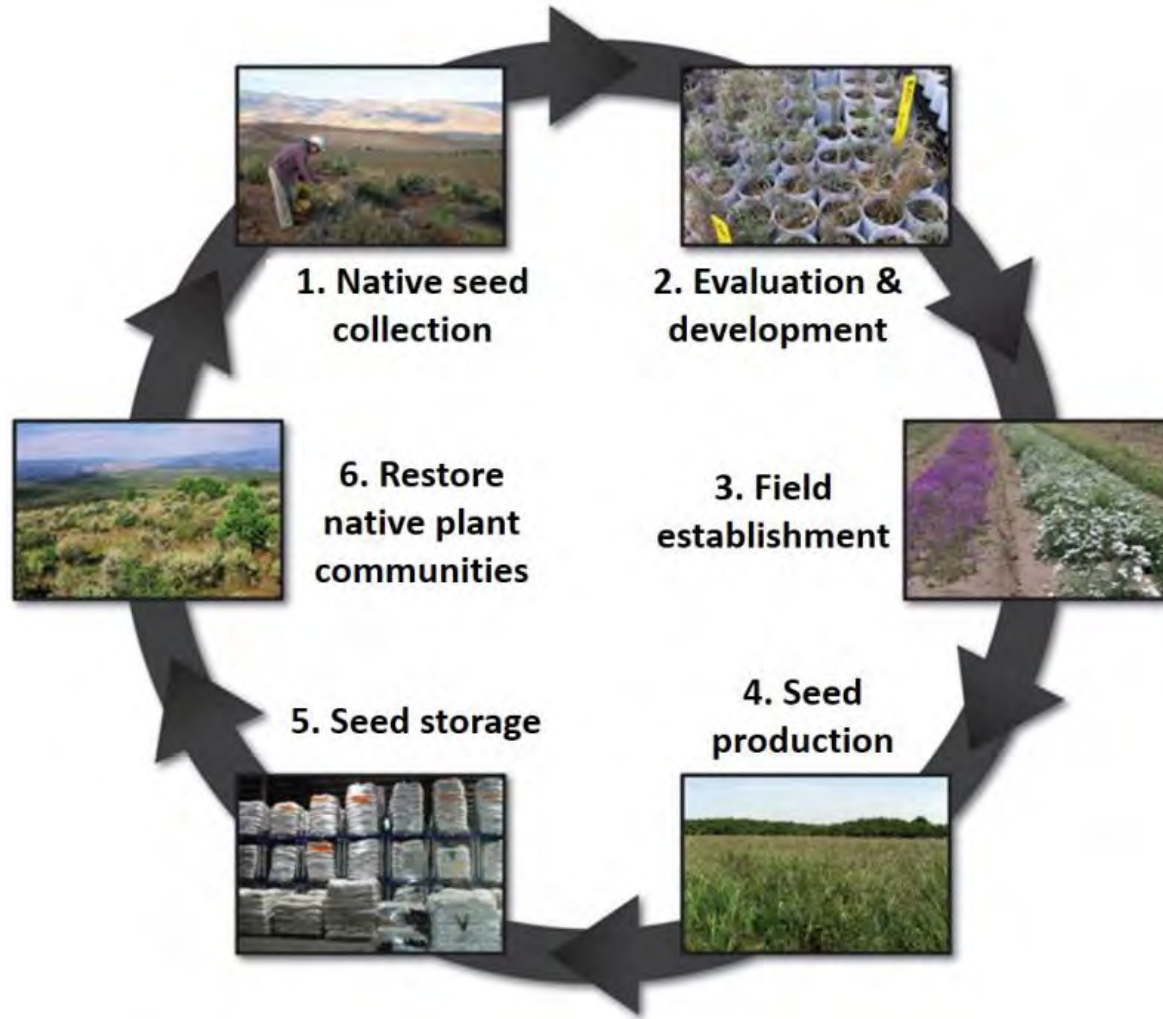 1. Native seed
collection
2. Evaluation &
development
3. Field
establishment
4. Seed
production
5. Seed storage
6. Restore
native plant
communities